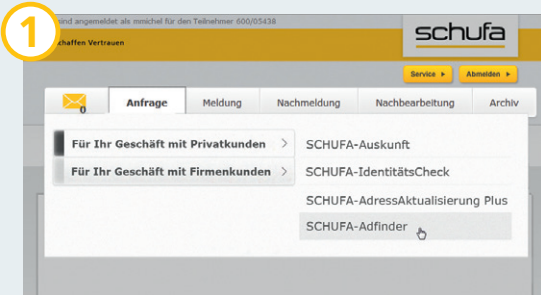 1
sind angemeldet als mmichel für den Teilnehmer 600/05438
schaffen Vertrauen
schufa
Service
Abmelden
0
Anfrage Meldung Nachmeldung Nachbearbeitung Archiv
Für Ihr Geschäft mit Privatkunden
Für Ihr Geschäft mit Firmenkunden
SCHUFA-Auskunft
SCHUFA-IdentitätsCheck
SCHUFA-AdressAktualisierung Plus
SCHUFA-Adfinder